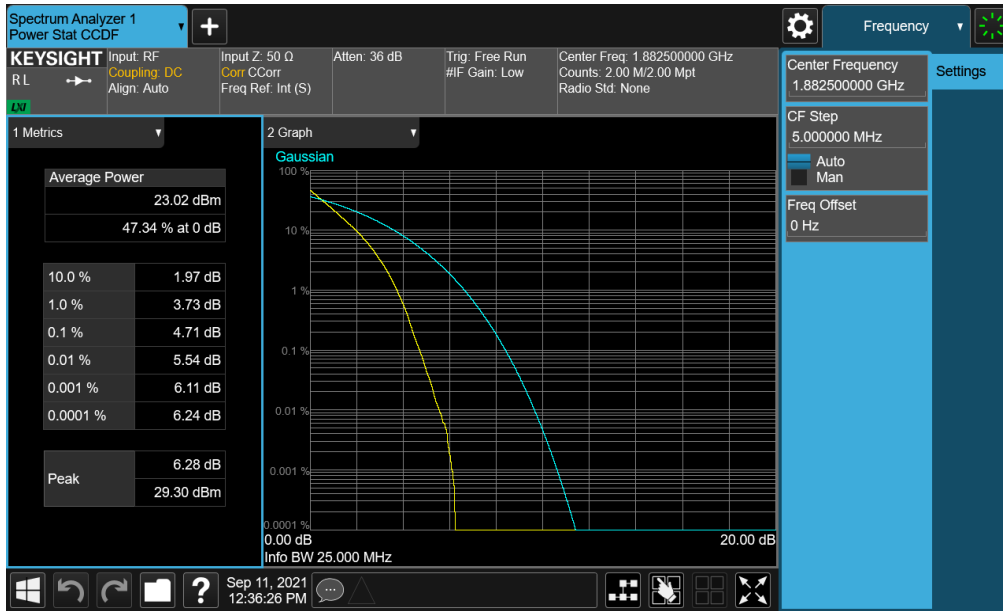 Spectrum Analyzer 1
Power Stat CCDF
+
Frequency
KEYSIGHT
R L
LXI
Input: RF
Coupling: DC
Align: Auto
Input Z: 50 Ω
Corr CCorr
Freq Ref: Int (S)
Atten: 36 dB
Trig: Free Run
#IF Gain: Low
Center Freq: 1.882500000 GHz
Counts: 2.00 M/2.00 Mpt
Radio Std: None
Center Frequency
1.882500000 GHz
Settings
CF Step
5.000000 MHz
Auto
Man
Freq Offset
0 Hz
1 Metrics
Average Power
23.02 dBm
47.34 % at 0 dB
10.0 % 1.97 dB
1.0 % 3.73 dB
0.1 % 4.71 dB
0.01 % 5.54 dB
0.001 % 6.11 dB
0.0001 % 6.24 dB
Peak
6.28 dB
29.30 dBm
2 Graph
Gaussian
100 %
10 %
1 %
0.1 %
0.01 %
0.001 %
0.0001 %
0.00 dB 20.00 dB
Info BW 25.000 MHz
?
Sep 11, 2021
12:36:26 PM